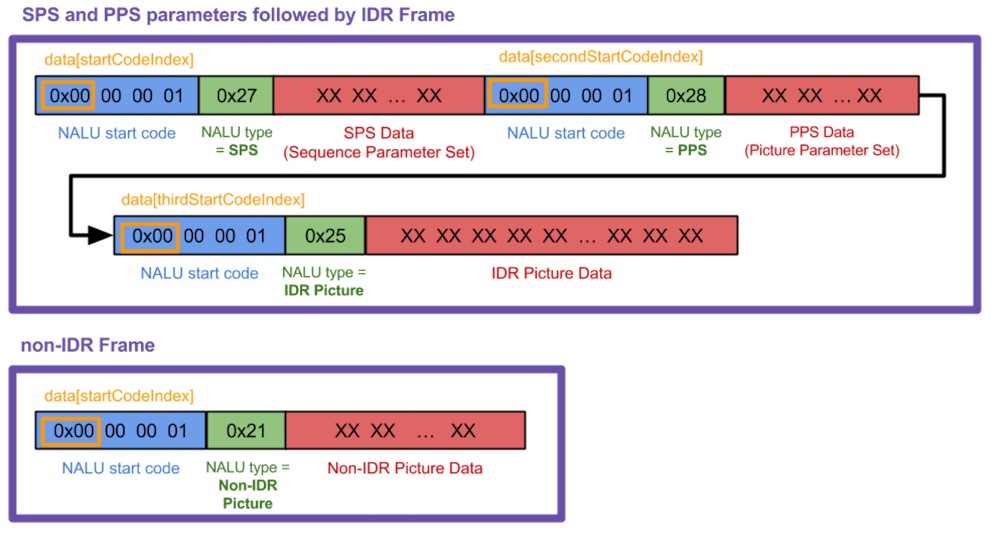 SPS and PPS parameters followed by IDR Frame
data[startCodeIndex]
data[secondStartCodeIndex]
0x00 00 00 01 0x27 XX XX ... XX 0x00 00 00 01 0x28 XX XX ... XX
NALU start code NALU type = SPS SPS Data (Sequence Parameter Set) NALU start code NALU type = PPS PPS Data (Picture Parameter Set)
data[thirdStartCodeIndex]
0x00 00 00 01 0x25 XX XX XX XX XX ... XX XX XX
NALU start code NALU type = IDR Picture IDR Picture Data
non-IDR Frame
data[startCodeIndex]
0x00 00 00 01 0x21 XX XX ... XX
NALU start code NALU type = Non-IDR Picture Non-IDR Picture Data